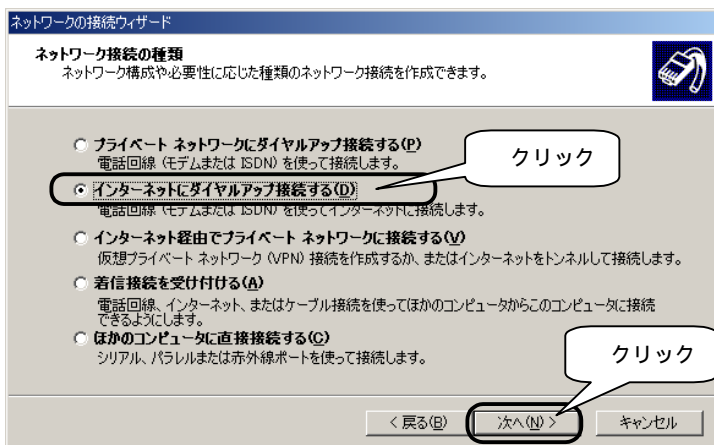 ネットワークの接続ウィザード
ネットワーク接続の種類
ネットワーク構成や必要性に応じた種類のネットワーク接続を作成できます。
プライベート ネットワークにダイヤルアップ接続する(P)
電話回線 (モデムまたは ISDN) を使って接続します。
クリック
インターネットにダイヤルアップ接続する(D)
電話回線 (モデムまたは ISDN) を使ってインターネットに接続します。
インターネット経由でプライベート ネットワークに接続する(V)
仮想プライベート ネットワーク (VPN) 接続を作成するか、またはインターネットをトンネルして接続します。
着信接続を受け付ける(A)
電話回線、インターネット、またはケーブル接続を使ってほかのコンピュータからこのコンピュータに接続
できるようにします。
ほかのコンピュータに直接接続する(C)
シリアル、パラレルまたは赤外線ポートを使って接続します。
クリック
< 戻る(B)
次へ(N) >
キャンセル